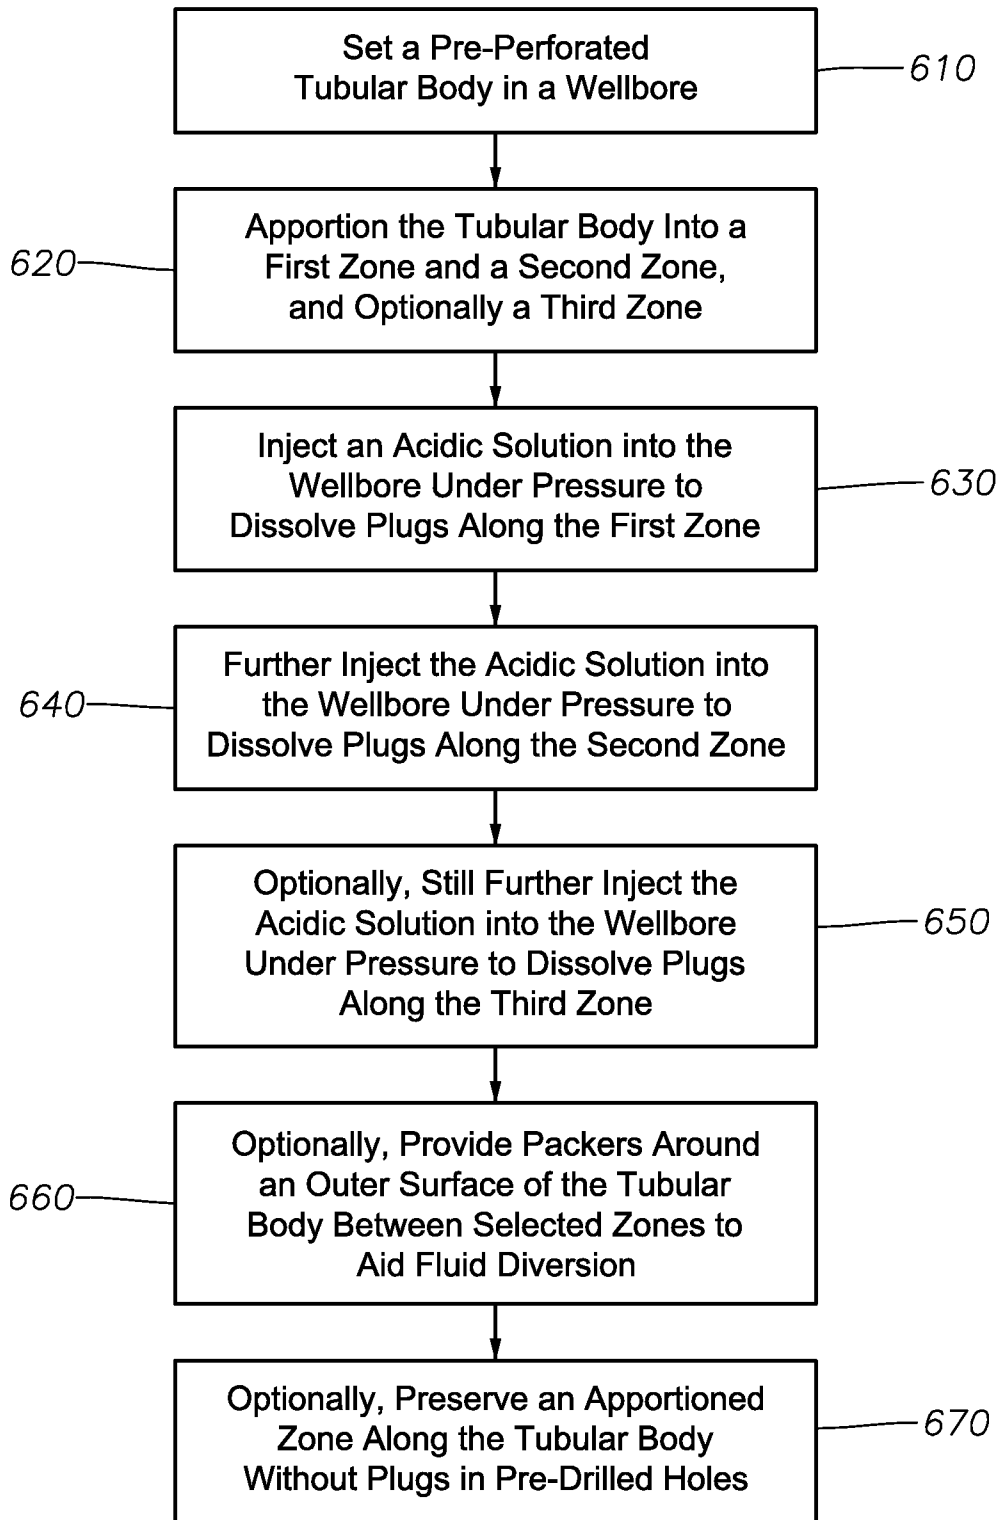 Set a Pre-Perforated
Tubular Body in a Wellbore
610
Apportion the Tubular Body Into a
First Zone and a Second Zone,
and Optionally a Third Zone
620
Inject an Acidic Solution into the
Wellbore Under Pressure to
Dissolve Plugs Along the First Zone
630
Further Inject the Acidic Solution into
the Wellbore Under Pressure to
Dissolve Plugs Along the Second Zone
640
Optionally, Still Further Inject the
Acidic Solution into the Wellbore
Under Pressure to Dissolve Plugs
Along the Third Zone
650
Optionally, Provide Packers Around
an Outer Surface of the Tubular
Body Between Selected Zones to
Aid Fluid Diversion
660
Optionally, Preserve an Apportioned
Zone Along the Tubular Body
Without Plugs in Pre-Drilled Holes
670